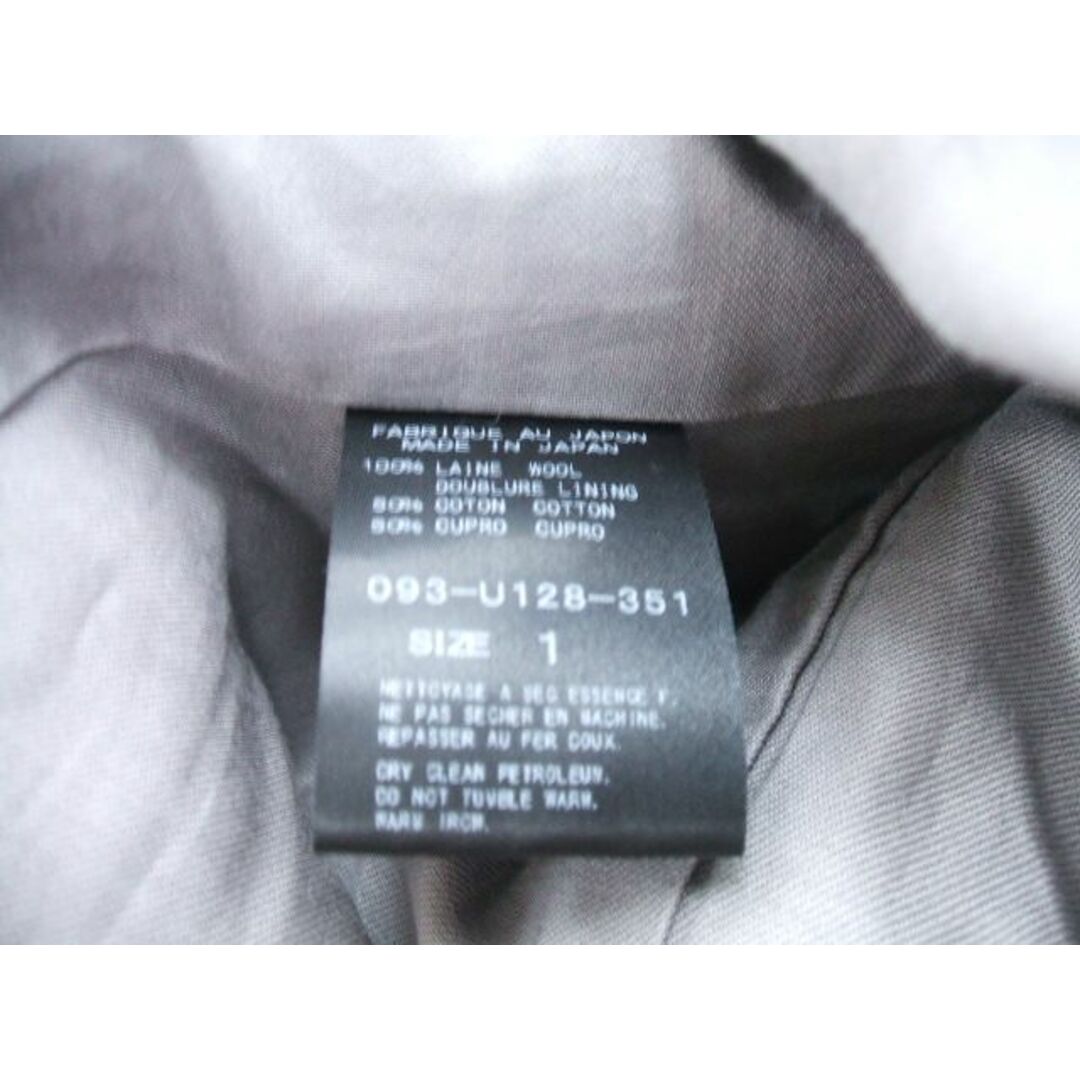 FABRIQUE AU JAPON
MADE IN JAPAN
100% LAINE WOOL
DOUBLURE LINING
50% COTON COTTON
50% CUPRO CUPRO
093-U128-351
SIZE 1
NETTOYAGE A SEC ESSENCE F.
NE PAS SECHER EN MACHINE.
REPASSER AU FER DOUX.
DRY CLEAN PETROLEUM.
DO NOT TUMBLE WARM.
WARM IRON.